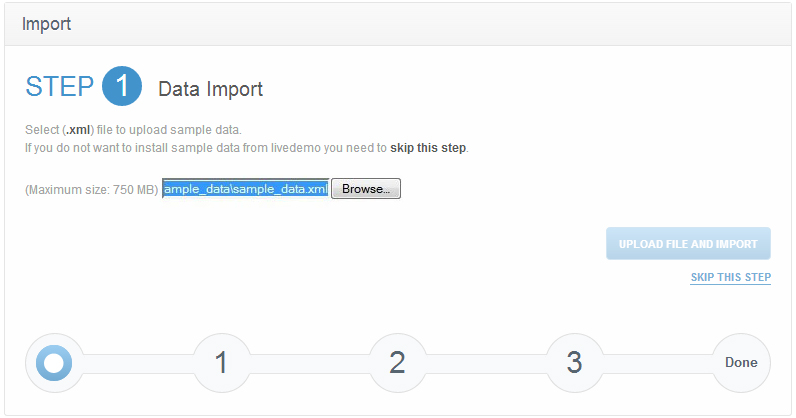 Import
STEP 1 Data Import
Select (.xml) file to upload sample data.
If you do not want to install sample data from livedemo you need to skip this step.
(Maximum size: 750 MB) ample_data\sample_data.xml Browse...
UPLOAD FILE AND IMPORT
SKIP THIS STEP
1 2 3 Done